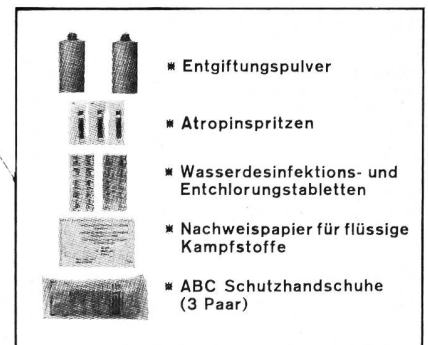 * Entgiftungspulver
* Atropinspritzen
* Wasserdesinfektions- und
Entchlorungstabletten
* Nachweispapier für flüssige
Kampfstoffe
* ABC Schutzhandschuhe
(3 Paar)